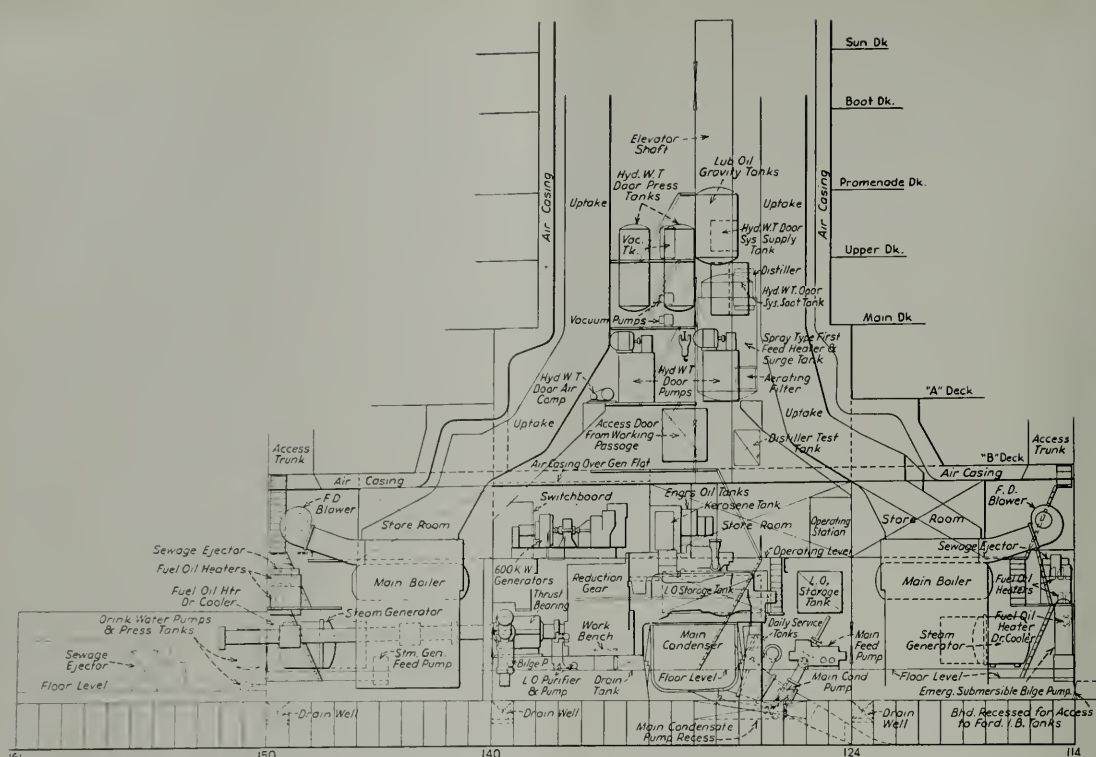 Sun Dk
Boot Dk.
Promenade Dk.
Upper Dk.
Main Dk
"A" Deck
"B" Deck
Elevator
Shaft
Lub Oil
Gravity Tanks
Hyd. W.T
Door Press
Tanks
Air Casing
Uptake
Uptake
Air Casing
Vac.
Tk.
Hyd.W.T Door
Sys Supply
Tank
Distiller
Hyd. W.T. Door
Sys. Soot Tank
Vacuum Pumps
Spray Type First
Feed Heater &
Surge Tank
Hyd W T
Door Air
Comp
Hyd W T
Door
Pumps
Aerating
Filter
Uptake
Uptake
Access Door
From Working
Passage
Distiller Test
Tank
Access
Trunk
Access
Trunk
Air Casing Over Gen Flat
Air Casing
Air Casing
F.D
Blower
Switchboard
Engrs Oil Tanks
Kerosene Tank
F.D.
Blower
Store Room
Store Room
Operating
Station
Store Room
Sewage Ejector
Operating Level
Sewage Ejector
Fuel Oil Heaters
Main Boiler
600 K W
Generators
Reduction
Gear
L O Storage Tank
L.O.
Storage
Tank
Main Boiler
Fuel Oil
Heaters
Fuel Oil Htr
Dr Cooler
Thrust
Bearing
Steam Generator
Drink Water Pumps
& Press Tanks
Work
Bench
Main
Condenser
Daily Service
Tanks
Main
Feed
Pump
Steam
Generator
Fuel Oil
Heater
Dr.Cooler
Sewage
Ejector
Stm. Gen.
Feed Pump
Bilge P
L O Purifier
& Pump
Drain
Tank
Floor Level
Main Cond
Pump
Floor Level
Floor Level
Emerg. Submersible Bilge Pump
Drain Well
Drain Well
Main Condensate
Pump Recess
Drain
Well
Bhd. Recessed for Access
to Ford. I.B. Tanks
150
140
124
114